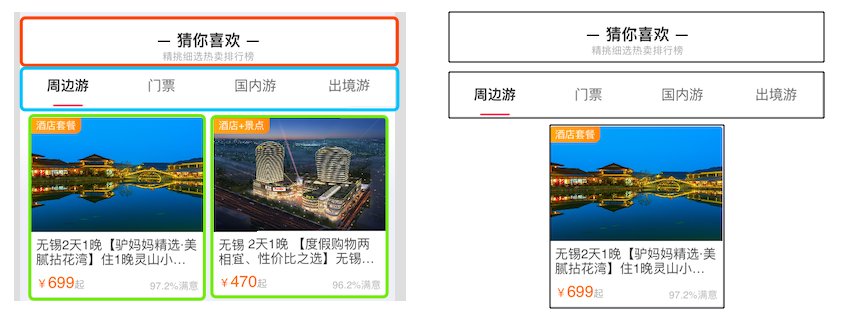 — 猜你喜欢 —
精挑细选热卖排行榜
周边游 门票 国内游 出境游
酒店套餐
无锡2天1晚【驴妈妈精选·美
腻拈花湾】住1晚灵山小...
¥699起 97.2%满意
酒店+景点
无锡 2天1晚 【度假购物两
相宜、性价比之选】无锡...
¥470起 96.2%满意
— 猜你喜欢 —
精挑细选热卖排行榜
周边游 门票 国内游 出境游
酒店套餐
无锡2天1晚【驴妈妈精选·美
腻拈花湾】住1晚灵山小...
¥699起 97.2%满意